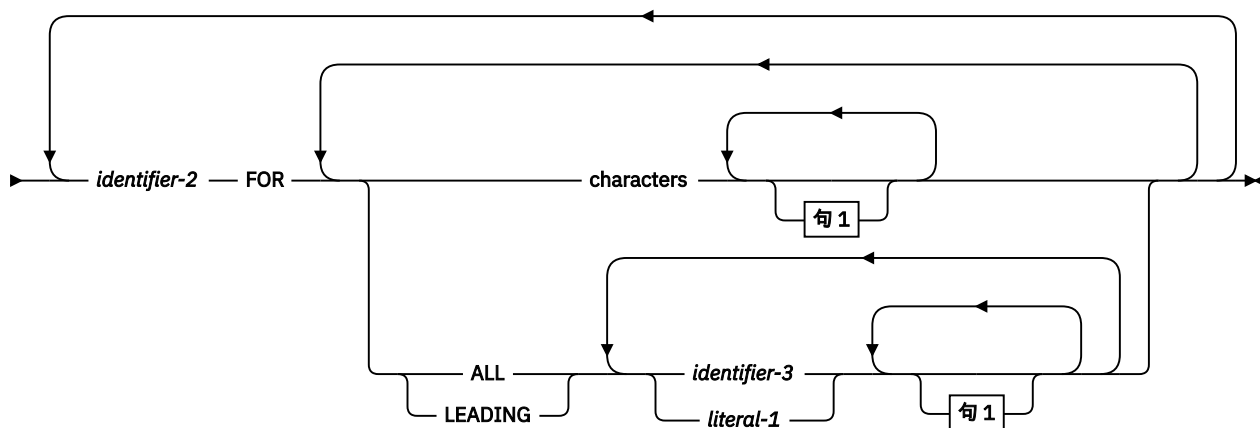 identifier-2 FOR characters
句 1
ALL identifier-3
LEADING literal-1
句 1